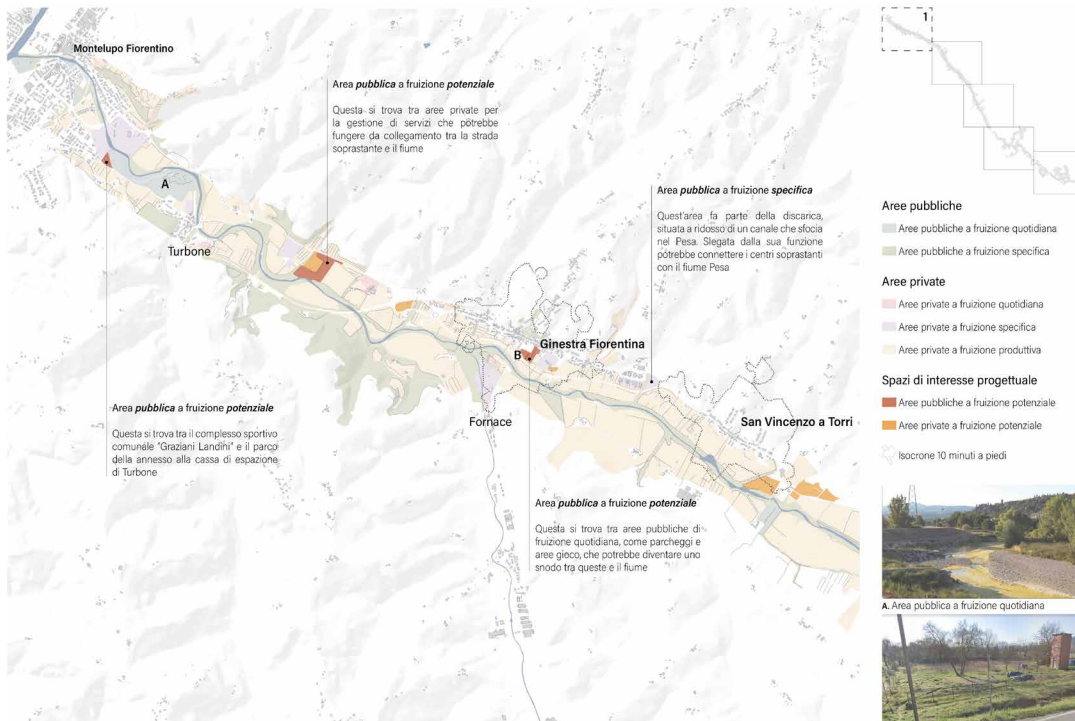 Montelupo Fiorentino
Area pubblica a fruizione potenziale
Questa si trova tra aree private per
la gestione di servizi che potrebbe
fungere da collegamento tra la strada
soprastante e il fiume
A
Turbone
Area pubblica a fruizione specifica
Quest'area fa parte della discarica,
situata a ridosso di un canale che sfocia
nel Pesa. Slegata dalla sua funzione
potrebbe connettere i centri soprastanti
con il fiume Pesa
Ginestra Fiorentina
B
Fornace
San Vincenzo a Torri
Area pubblica a fruizione potenziale
Questa si trova tra il complesso sportivo
comunale "Graziani Landini" e il parco
della annesso alla cassa di espazione
di Turbone
Area pubblica a fruizione potenziale
Questa si trova tra aree pubbliche di
fruizione quotidiana, come parcheggi e
aree gieco, che potrebbe diventare uno
snodo tra queste e il fiume
1
Aree pubbliche
Aree pubbliche a fruizione quotidiana
Aree pubbliche a fruizione specifica
Aree private
Aree private a fruizione quotidiana
Aree private a fruizione specifica
Aree private a fruizione produttiva
Spazi di interesse progettuale
Aree pubbliche a fruizione potenziale
Aree private a fruizione potenziale
Isocrone 10 minuti a piedi
A. Area pubblica a fruizione quotidiana